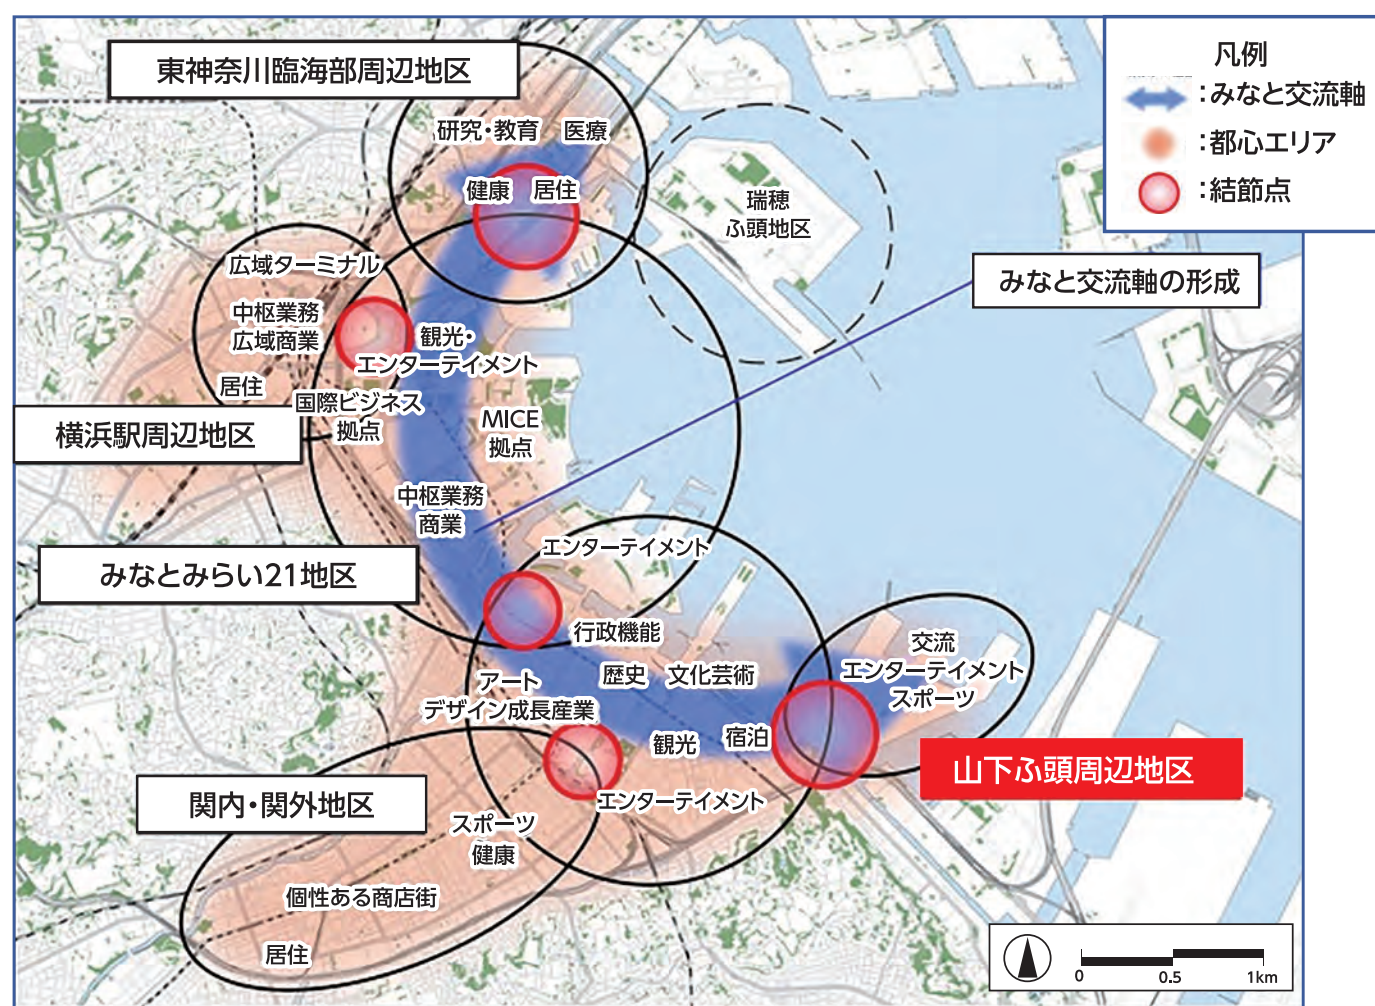 東神奈川臨海部周辺地区
凡例
:みなと交流軸
:都心エリア
:結節点
研究・教育 医療
健康 居住
瑞穂
ふ頭地区
みなと交流軸の形成
広域ターミナル
中枢業務
広域商業
居住
観光・
エンターテイメント
国際ビジネス
拠点
MICE
拠点
横浜駅周辺地区
中枢業務
商業
みなとみらい21地区
エンターテイメント
行政機能
歴史 文化芸術
アート
デザイン成長産業
観光
宿泊
交流
エンターテイメント
スポーツ
山下ふ頭周辺地区
関内・関外地区
エンターテイメント
スポーツ
健康
個性ある商店街
居住
0 0.5 1km